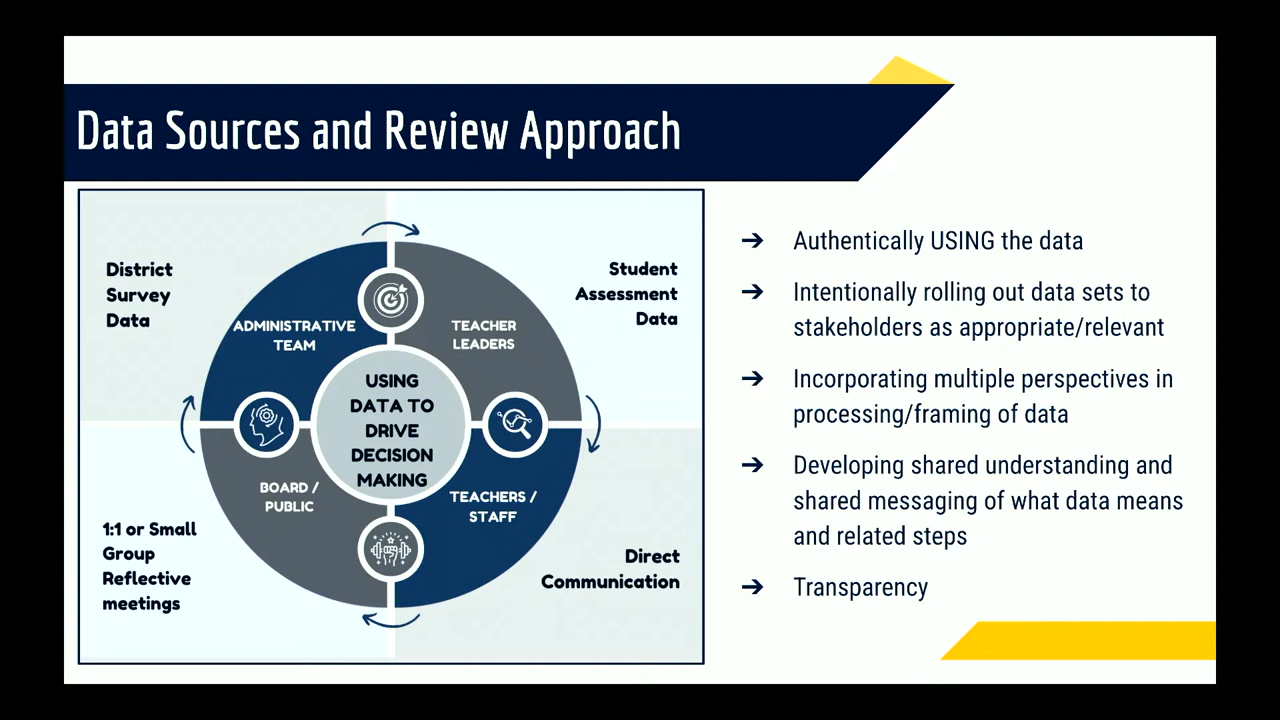 Data Sources and Review Approach
District
Survey
Data
Student
Assessment
Data
ADMINISTRATIVE
TEAM
TEACHER
LEADERS
USING
DATA TO
DRIVE
DECISION
MAKING
BOARD /
PUBLIC
TEACHERS /
STAFF
1:1 or Small
Group
Reflective
meetings
Direct
Communication
➔ Authentically USING the data
➔ Intentionally rolling out data sets to
stakeholders as appropriate/relevant
➔ Incorporating multiple perspectives in
processing/framing of data
➔ Developing shared understanding and
shared messaging of what data means
and related steps
➔ Transparency